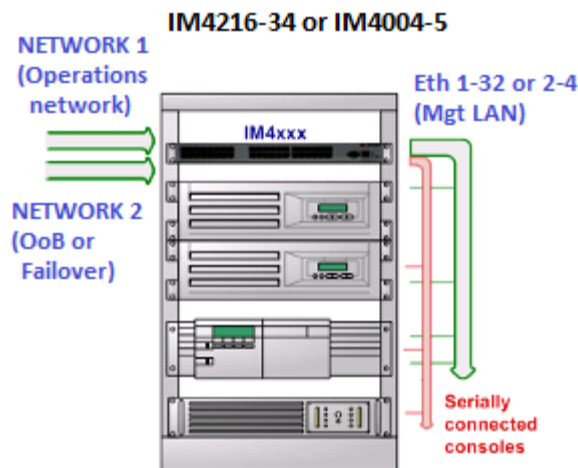 IM4216-34 or IM4004-5
NETWORK 1
(Operations
network)
Eth 1-32 or 2-4
(Mgt LAN)
IM4xxx
NETWORK 2
(OoB or
Failover)
Serially
connected
consoles